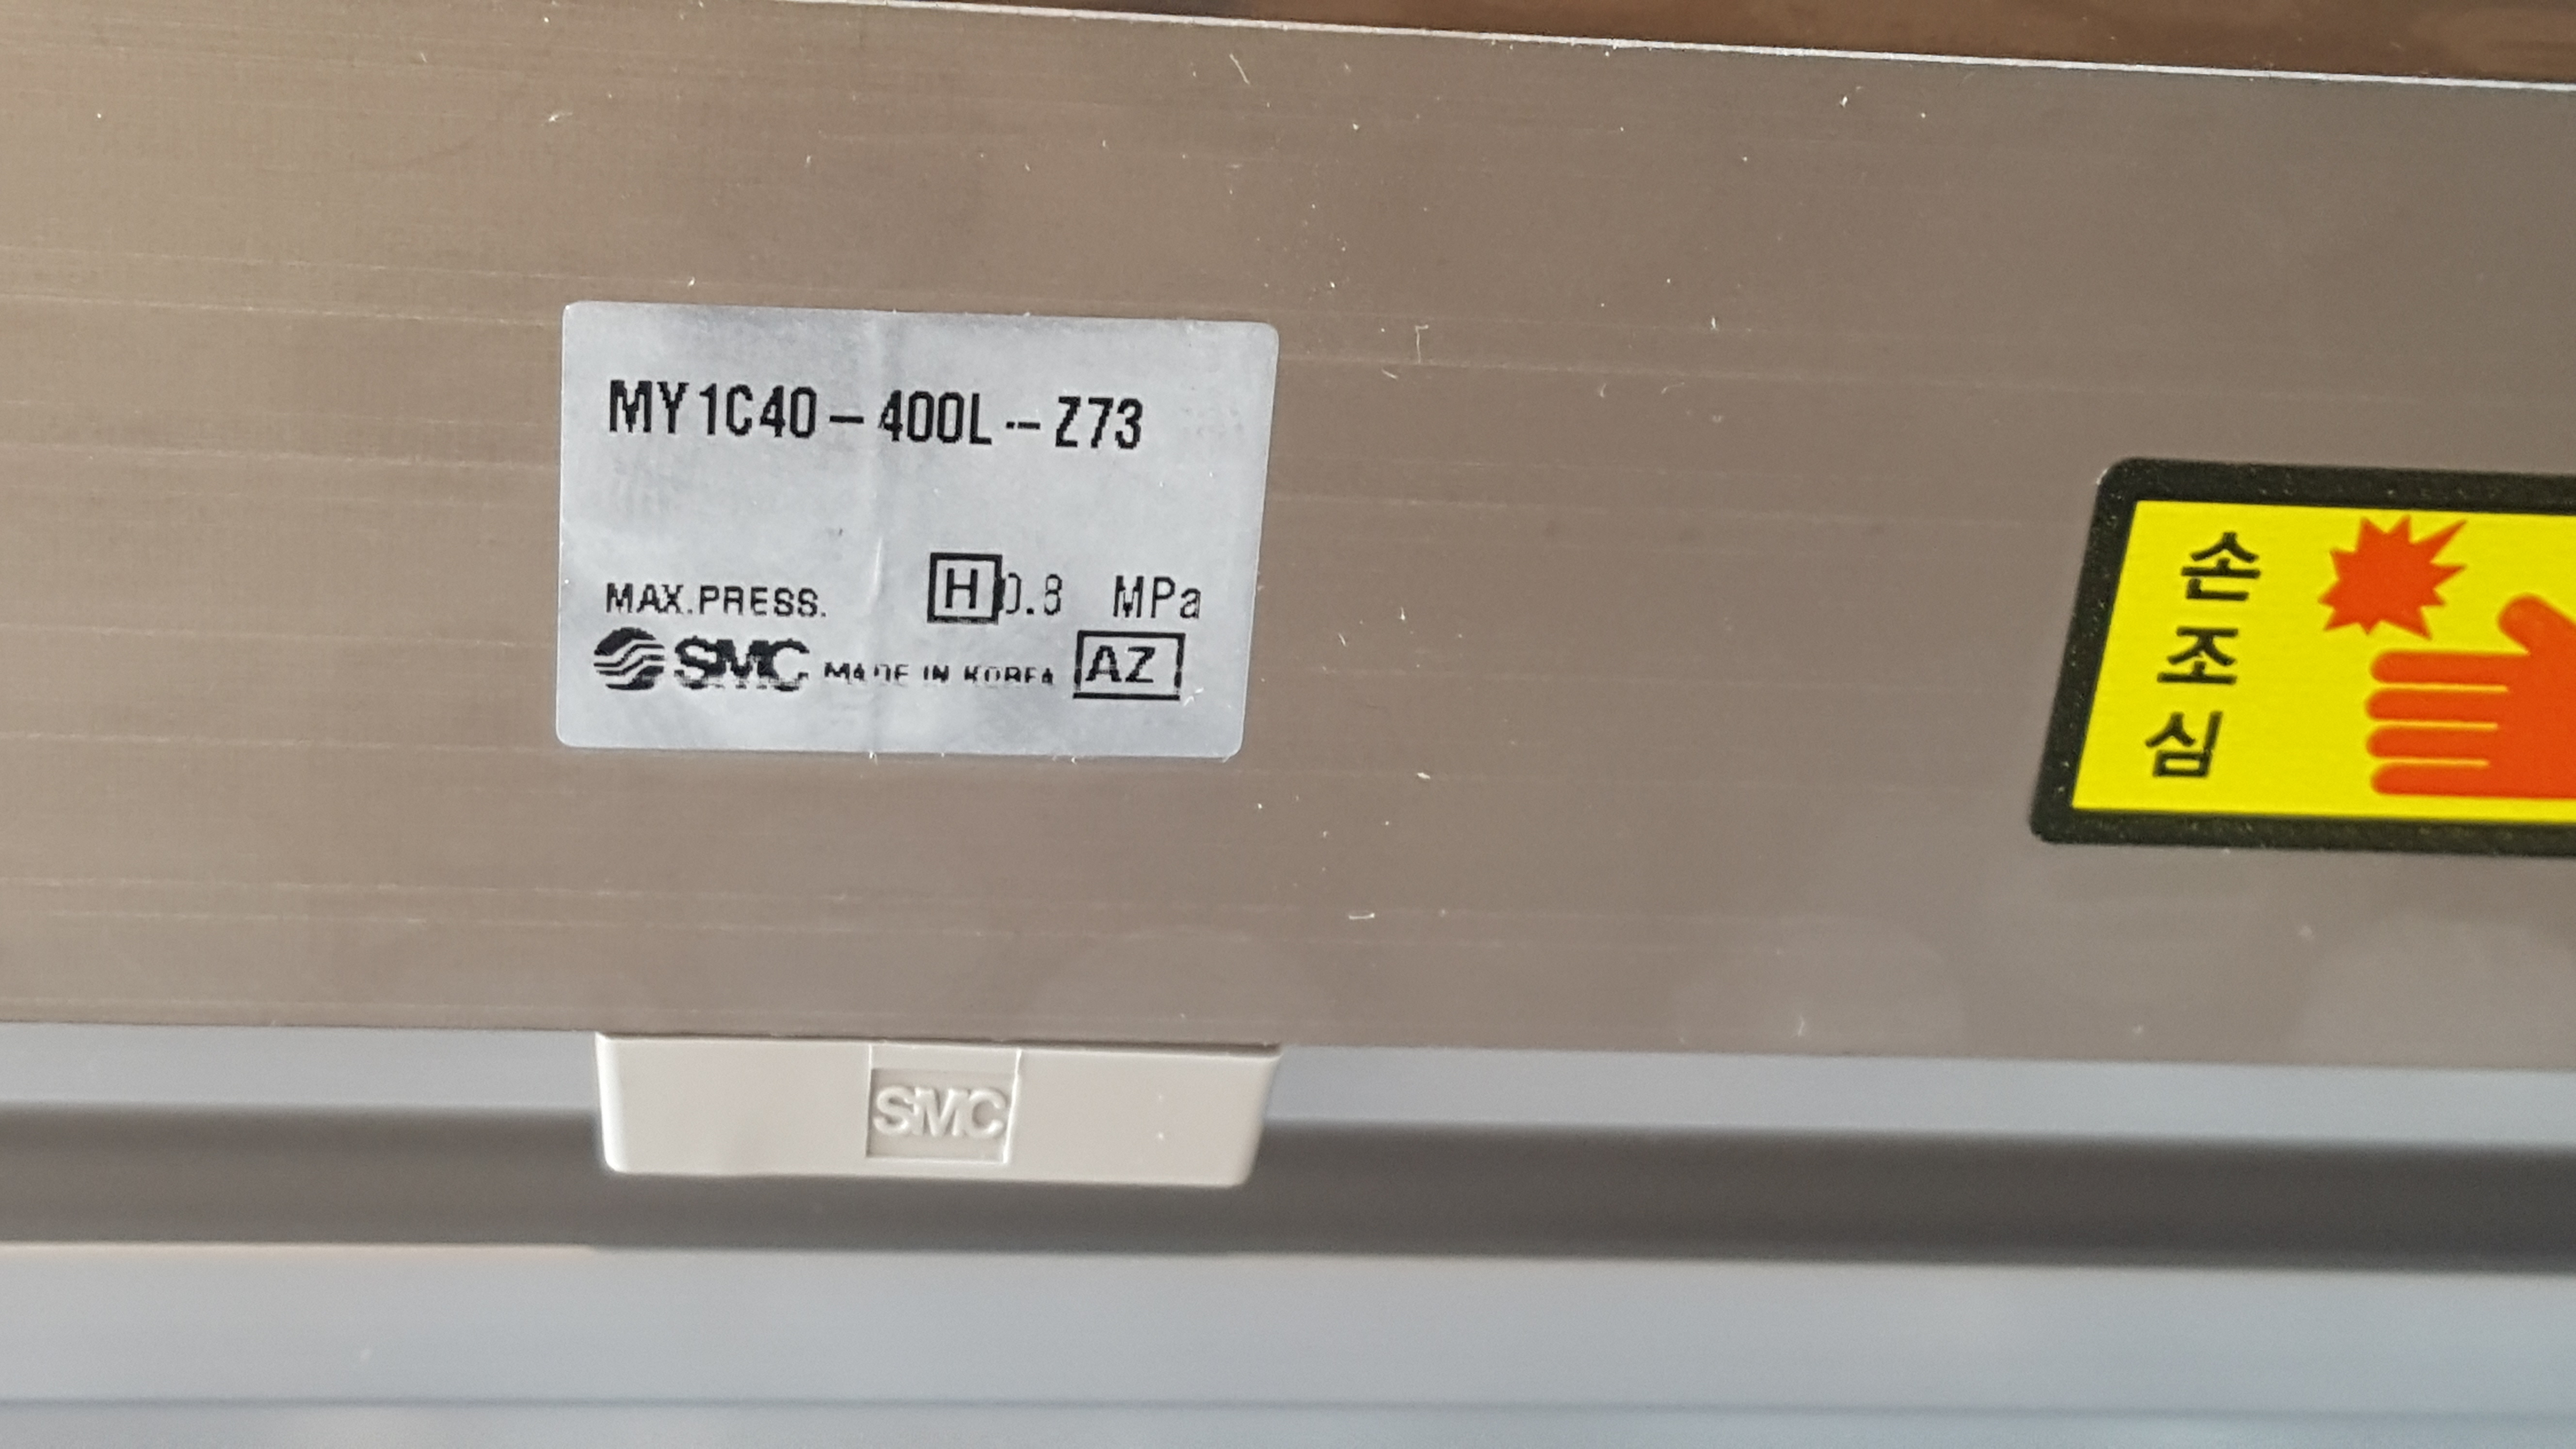 MY1C40-400L-Z73
MAX.PRESS. H 0.8 MPa
SMC MADE IN KOREA AZ
손
조
심
SMC